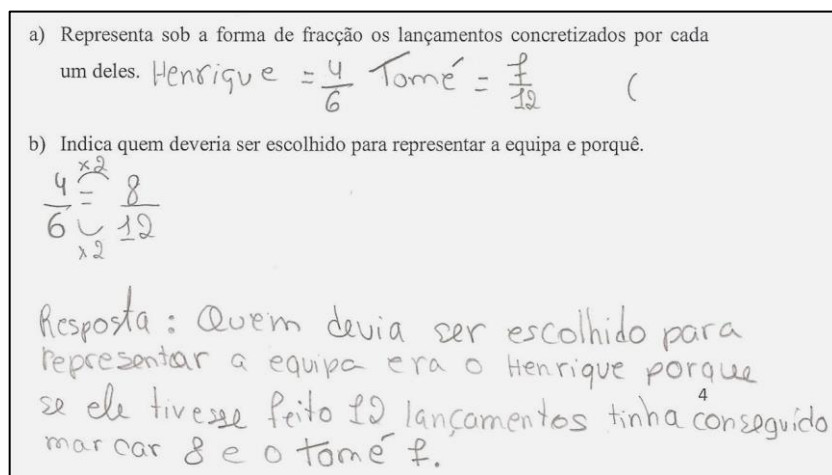 a) Representa sob a forma de fracção os lançamentos concretizados por cada
um deles. Henrique = 4/6 Tomé = 7/12 (
b) Indica quem deveria ser escolhido para representar a equipa e porquê.
×2
4/6 = 8/12
×2
Resposta: Quem devia ser escolhido para
representar a equipa era o Henrique porque
4
se ele tivesse feito 12 lançamentos tinha conseguido
marcar 8 e o Tomé 7.